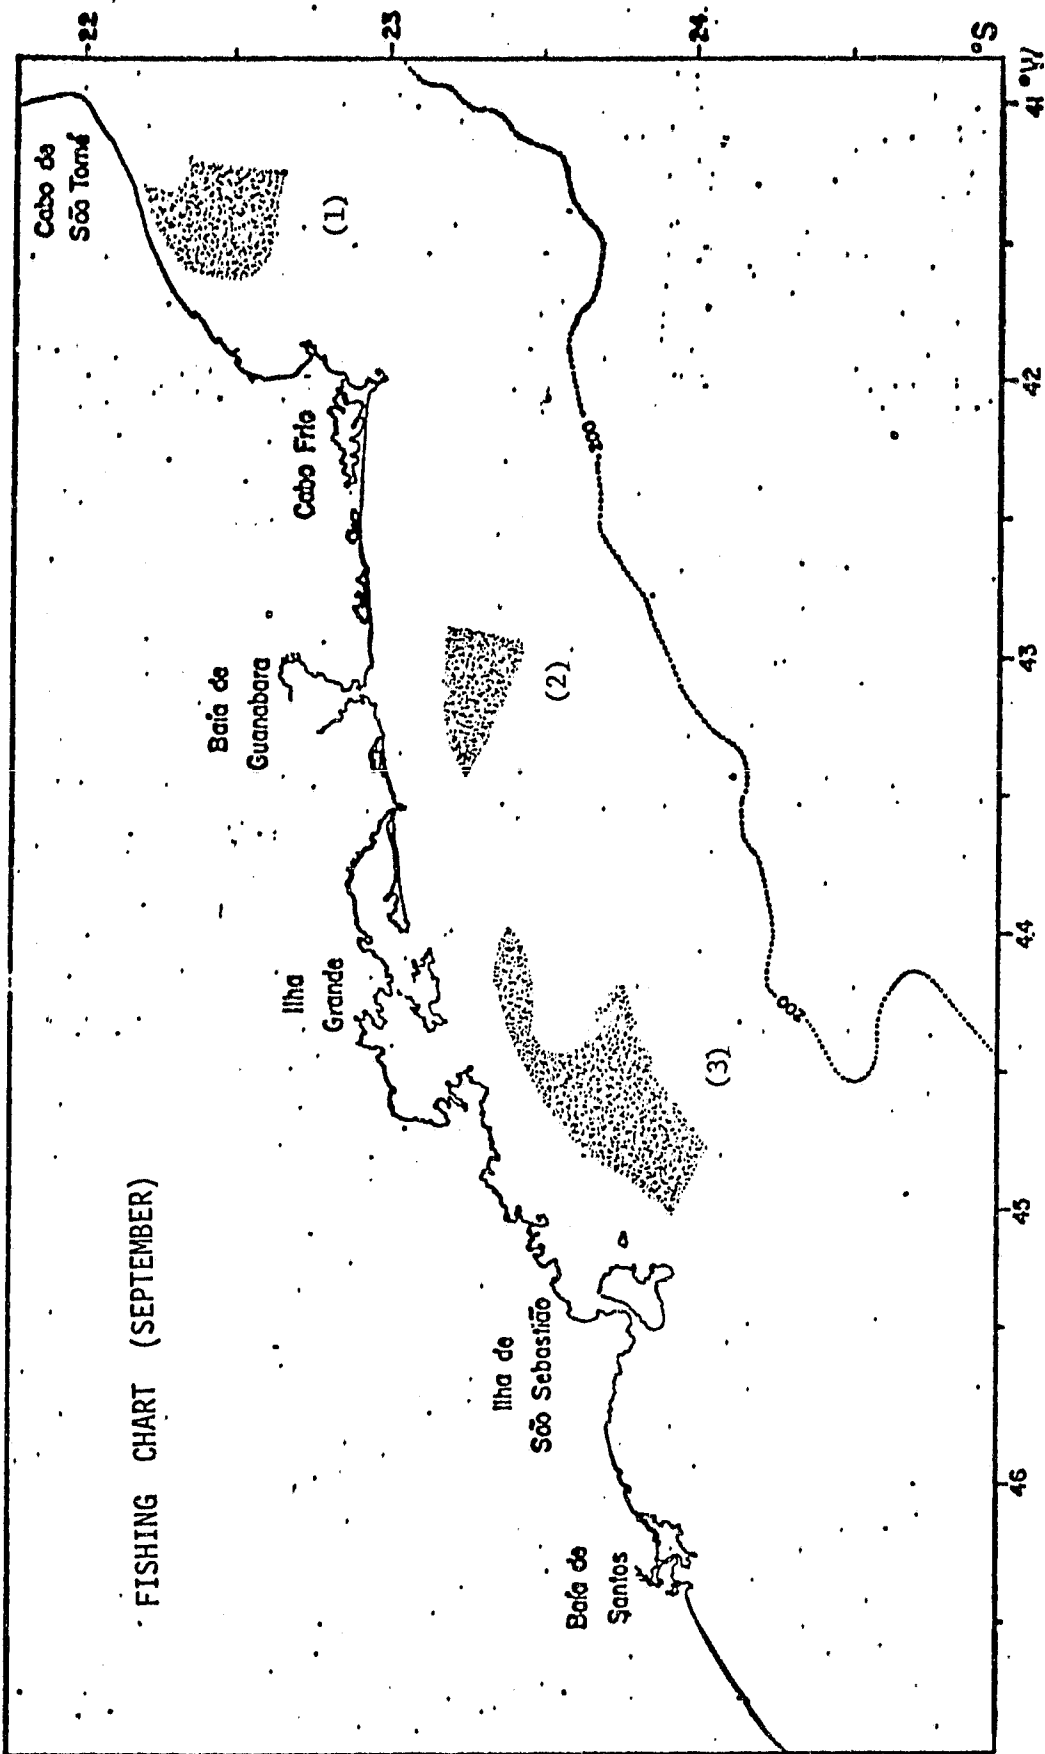 FISHING CHART (SEPTEMBER)
Cabo de
São Tomé
(1)
Cabo Frio
Baia de
Guanabara
(2)
Ilha
Grande
(3)
Ilha de
São Sebastião
Baía de
Santos
200
200
22
23
24
°S
46
45
44
43
42
41 °W